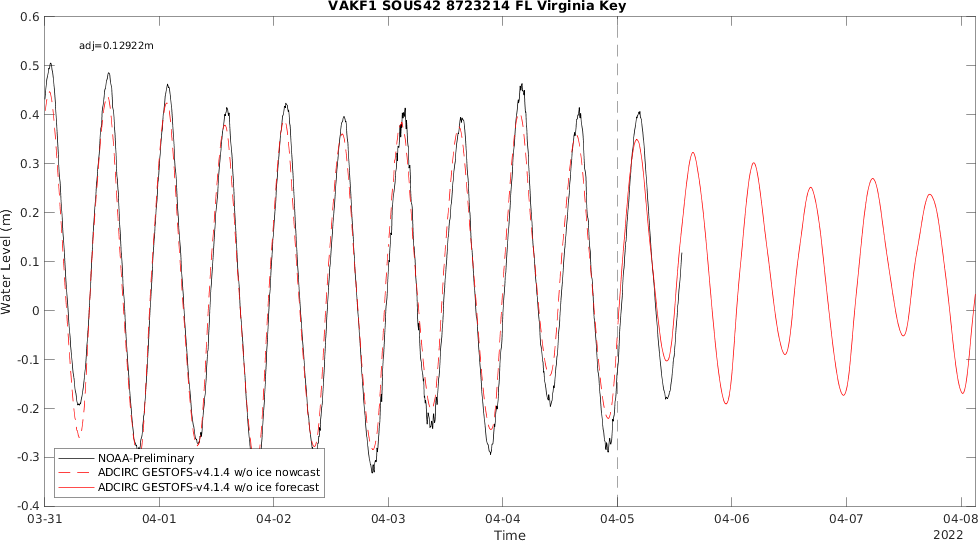 VAKF1 SOUS42 8723214 FL Virginia Key
adj=0.12922m
0.6
0.5
0.4
0.3
0.2
0.1
0
-0.1
-0.2
-0.3
-0.4
Water Level (m)
NOAA-Preliminary
ADCIRC GESTOFS-v4.1.4 w/o ice nowcast
ADCIRC GESTOFS-v4.1.4 w/o ice forecast
03-31 04-01 04-02 04-03 04-04 04-05 04-06 04-07 04-08
Time
2022